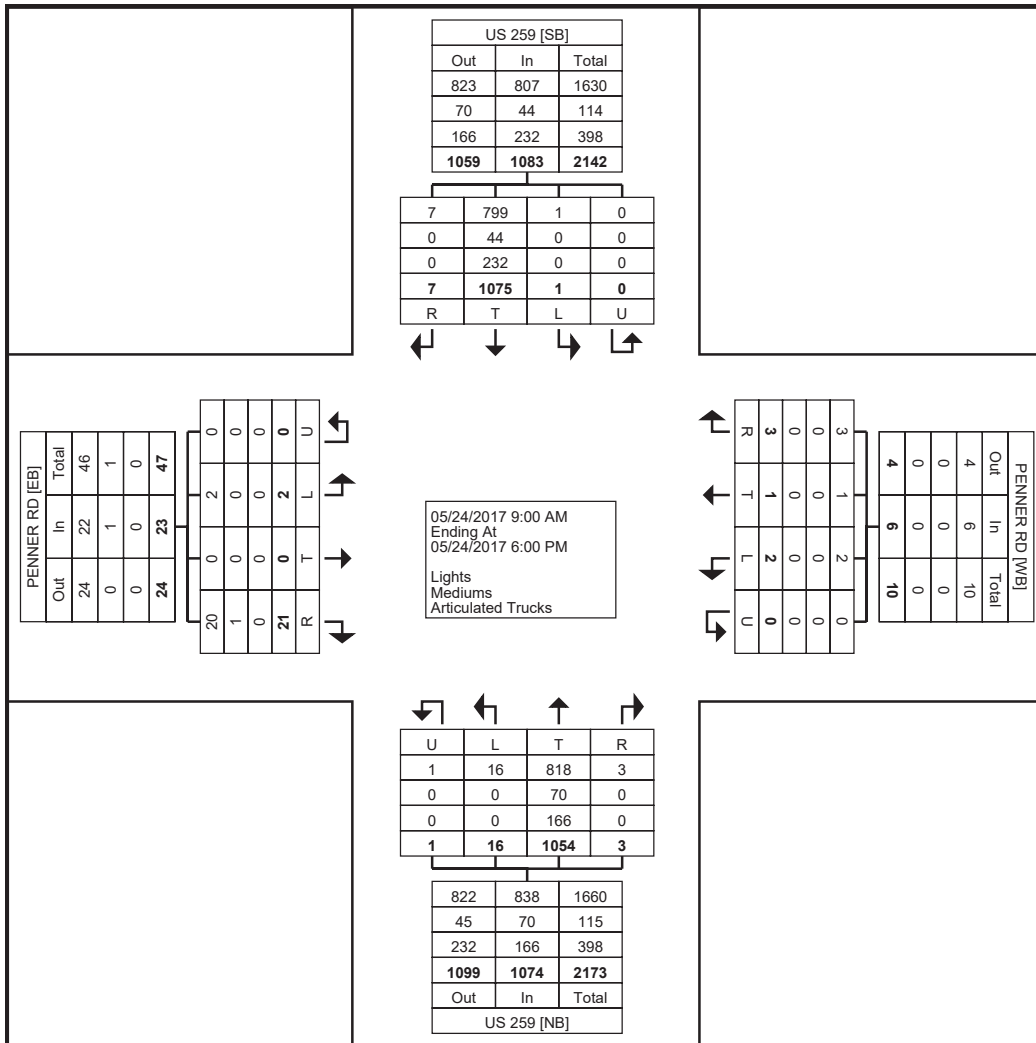 US 259 [SB]
Out In Total
823 807 1630
70 44 114
166 232 398
1059 1083 2142
7 799 1 0
0 44 0 0
0 232 0 0
7 1075 1 0
R T L U
PENNER RD [EB]
Total 46 1 0 47
In 22 1 0 23
Out 24 0 0 24
0 0 0 0 U
2 0 0 2 L
0 0 0 0 T
20 1 0 21 R
05/24/2017 9:00 AM
Ending At
05/24/2017 6:00 PM
Lights
Mediums
Articulated Trucks
R 3 0 0 3
T 1 0 0 1
L 2 0 0 2
U 0 0 0 0
PENNER RD [WB]
Out In Total
4 6 10
0 0 0
0 0 0
4 6 10
U L T R
1 16 818 3
0 0 70 0
0 0 166 0
1 16 1054 3
822 838 1660
45 70 115
232 166 398
1099 1074 2173
Out In Total
US 259 [NB]